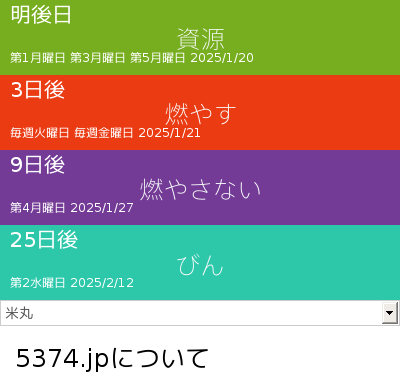 明後日
資源
第1月曜日 第3月曜日 第5月曜日 2025/1/20
3日後
燃やす
毎週火曜日 毎週金曜日 2025/1/21
9日後
燃やさない
第4月曜日 2025/1/27
25日後
びん
第2水曜日 2025/2/12
米丸
5374.jpについて